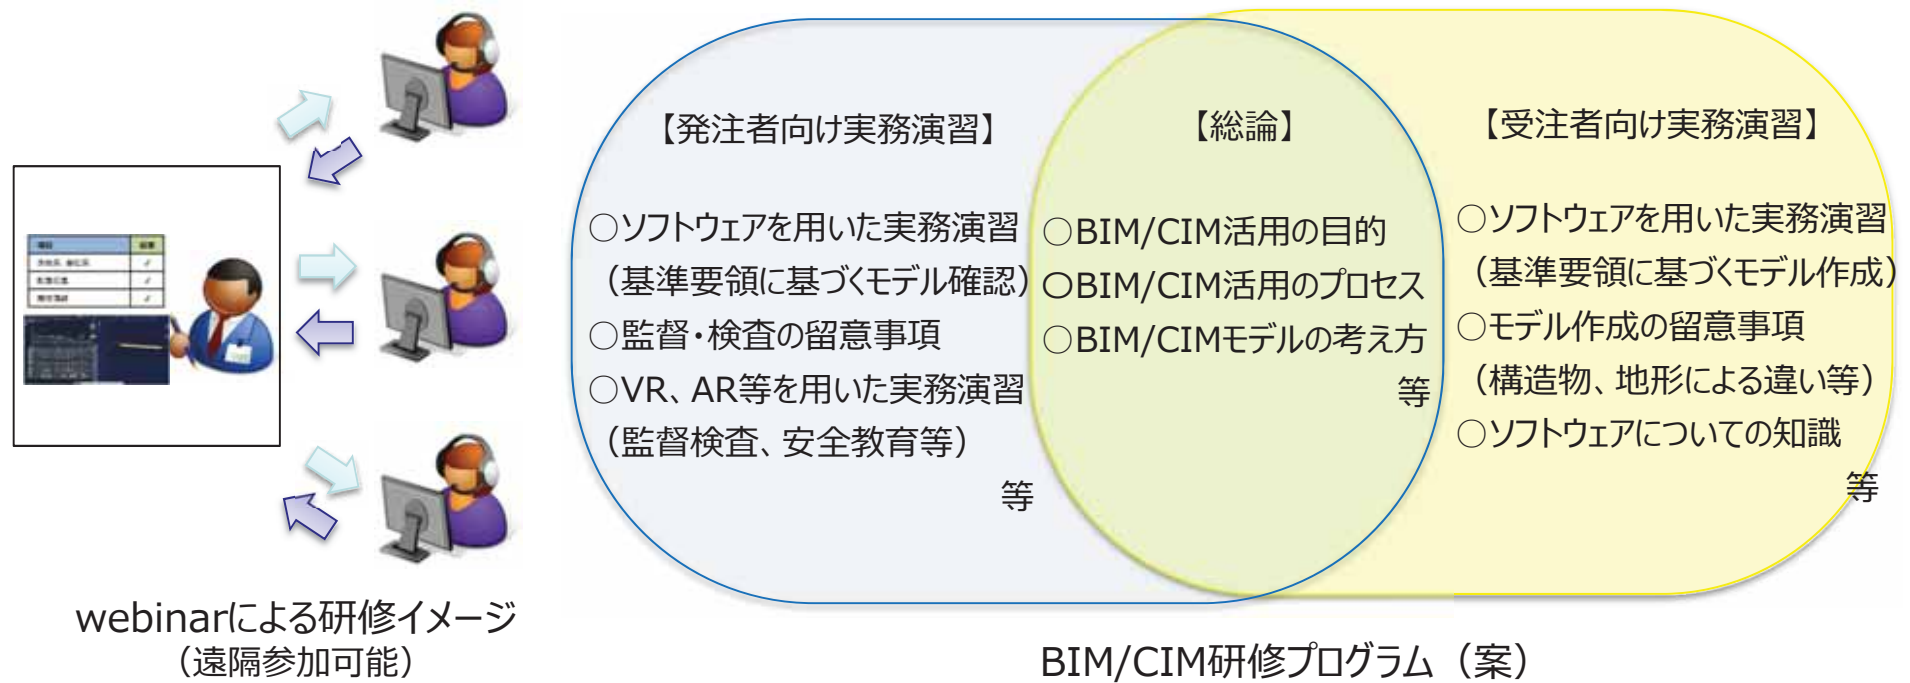 webinarによる研修イメージ
（遠隔参加可能）
【発注者向け実務演習】
○ソフトウェアを用いた実務演習
（基準要領に基づくモデル確認）
○監督・検査の留意事項
○VR、AR等を用いた実務演習
（監督検査、安全教育等）
等
【総論】
○BIM/CIM活用の目的
○BIM/CIM活用のプロセス
○BIM/CIMモデルの考え方
等
【受注者向け実務演習】
○ソフトウェアを用いた実務演習
（基準要領に基づくモデル作成）
○モデル作成の留意事項
（構造物、地形による違い等）
○ソフトウェアについての知識
等
BIM/CIM研修プログラム（案）